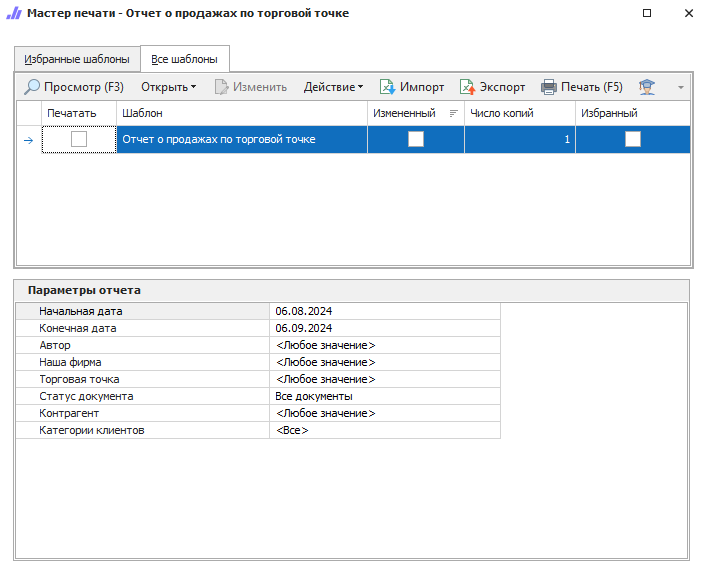 Мастер печати - Отчет о продажах по торговой точке
Избранные шаблоны Все шаблоны
Просмотр (F3) Открыть Изменить Действие Импорт Экспорт Печать (F5)
Печатать Шаблон Измененный Число копий Избранный
Отчет о продажах по торговой точке 1
Параметры отчета
Начальная дата 06.08.2024
Конечная дата 06.09.2024
Автор <Любое значение>
Наша фирма <Любое значение>
Торговая точка <Любое значение>
Статус документа Все документы
Контрагент <Любое значение>
Категории клиентов <Все>